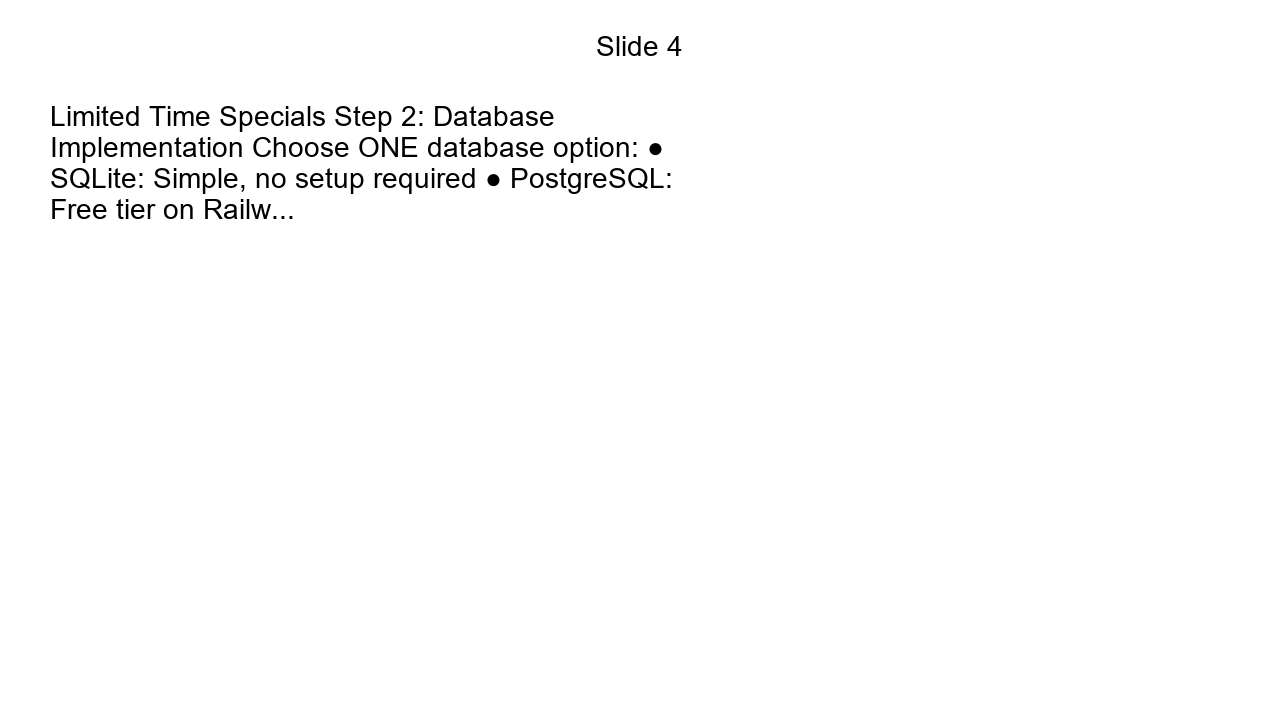 Slide 4
Limited Time Specials Step 2: Database
Implementation Choose ONE database option: ●
SQLite: Simple, no setup required ● PostgreSQL:
Free tier on Railw...